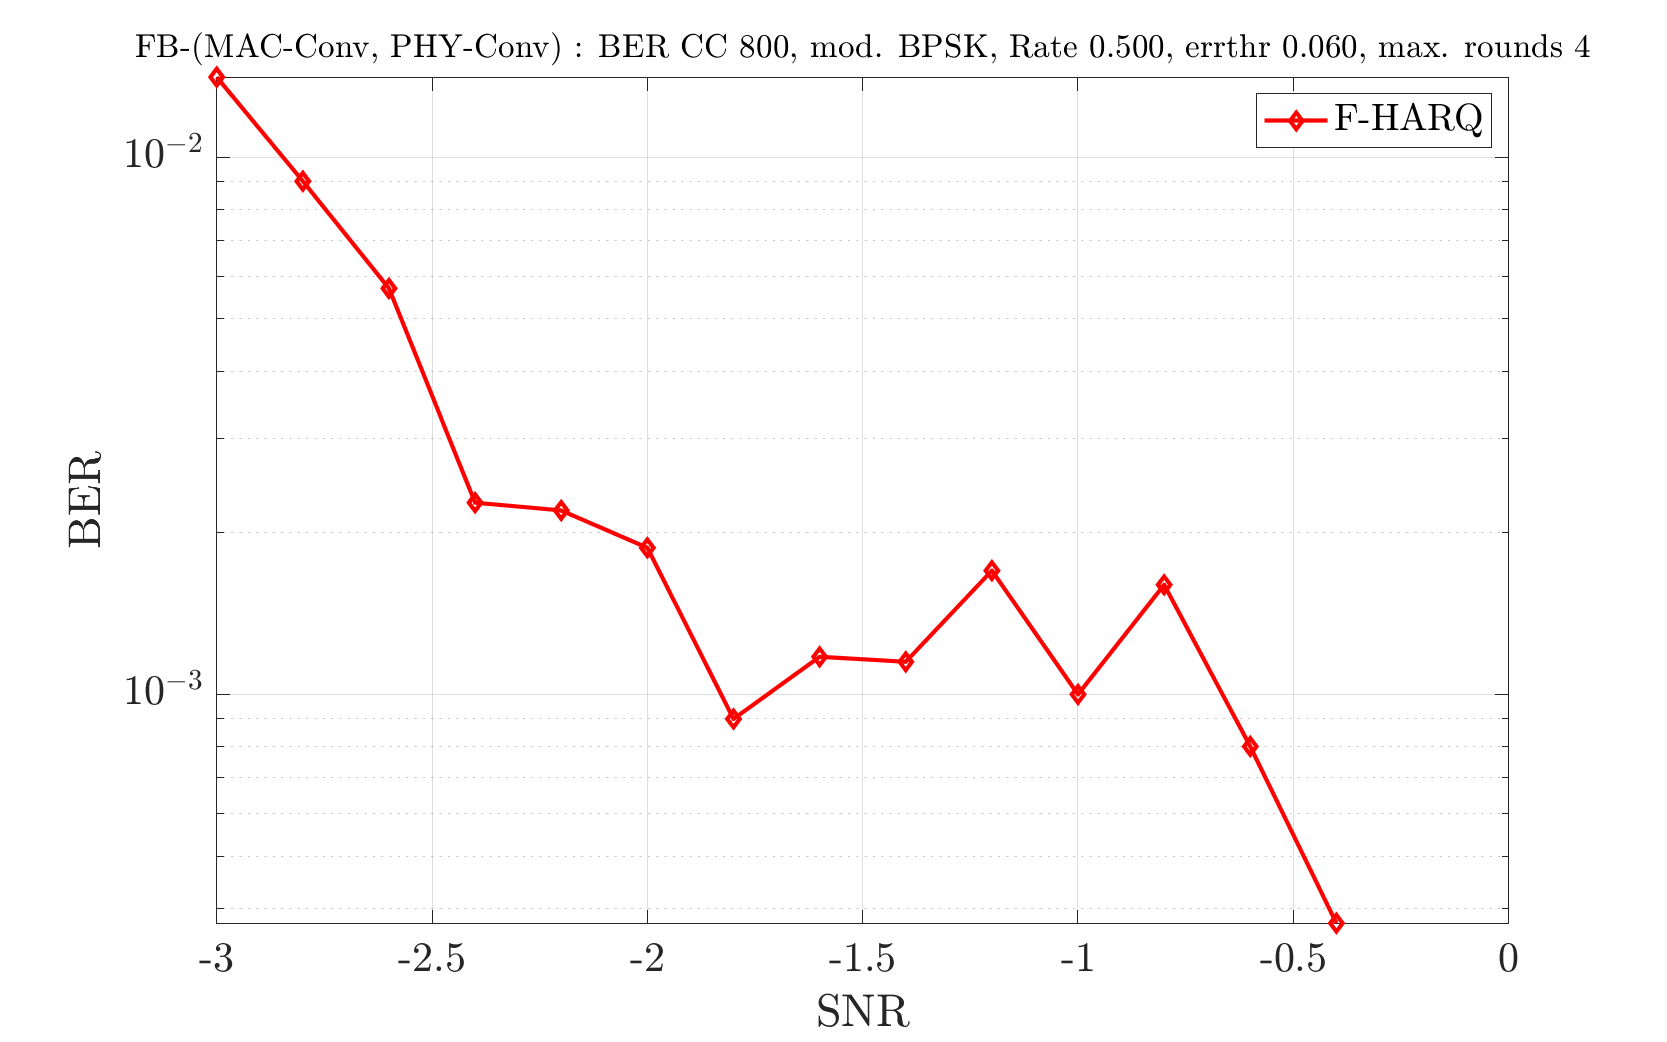 FB-(MAC-Conv, PHY-Conv) : BER CC 800, mod. BPSK, Rate 0.500, errthr 0.060, max. rounds 4
F-HARQ
10⁻²
10⁻³
BER
-3 -2.5 -2 -1.5 -1 -0.5 0
SNR